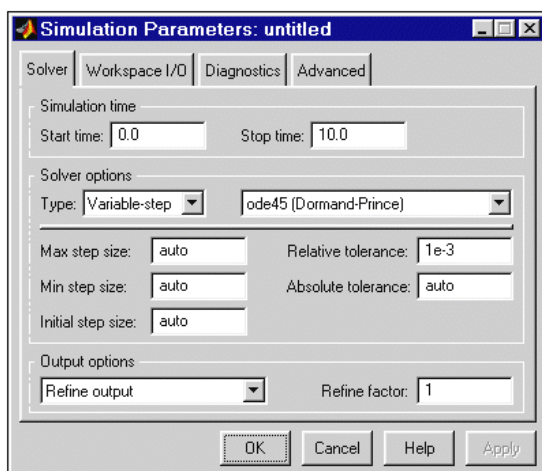 Simulation Parameters: untitled
Solver Workspace I/O Diagnostics Advanced
Simulation time
Start time: 0.0 Stop time: 10.0
Solver options
Type: Variable-step ode45 (Dormand-Prince)
Max step size: auto Relative tolerance: 1e-3
Min step size: auto Absolute tolerance: auto
Initial step size: auto
Output options
Refine output Refine factor: 1
OK Cancel Help Apply